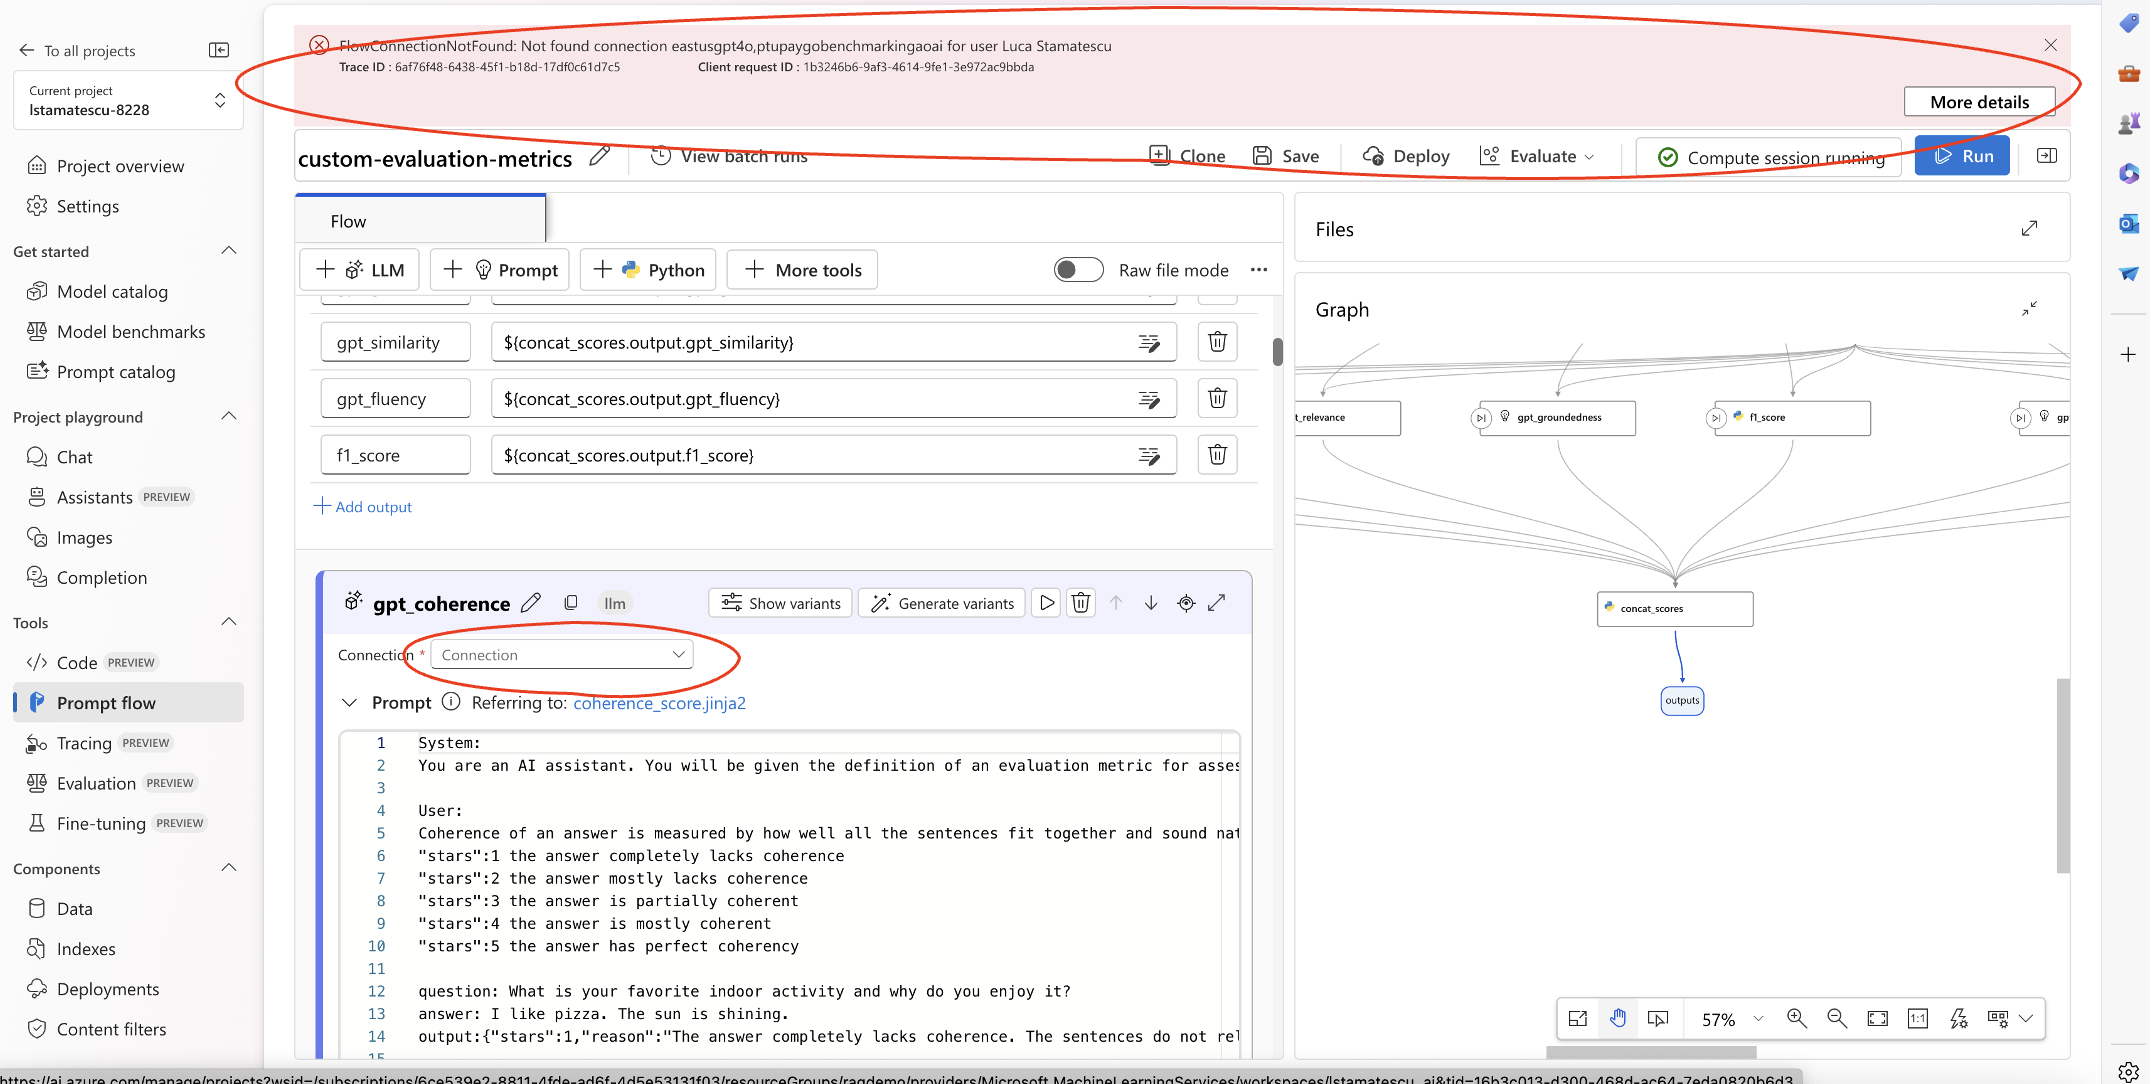 To all projects
Current project
lstamatescu-8228
Project overview
Settings
Get started
Model catalog
Model benchmarks
Prompt catalog
Project playground
Chat
Assistants PREVIEW
Images
Completion
Tools
Code PREVIEW
Prompt flow
Tracing PREVIEW
Evaluation PREVIEW
Fine-tuning PREVIEW
Components
Data
Indexes
Deployments
Content filters
FlowConnectionNotFound: Not found connection eastusgpt4o,ptupaygobenchmarkingaoai for user Luca Stamatescu
Trace ID : 6af76f48-6438-45f1-b18d-17df0c61d7c5 Client request ID : 1b3246b6-9af3-4614-9fe1-3e972ac9bbda
More details
custom-evaluation-metrics View batch runs Clone Save Deploy Evaluate Compute session running Run
Flow
LLM Prompt Python More tools Raw file mode
gpt_similarity ${concat_scores.output.gpt_similarity}
gpt_fluency ${concat_scores.output.gpt_fluency}
f1_score ${concat_scores.output.f1_score}
Add output
gpt_coherence llm Show variants Generate variants
Connection * Connection
Prompt Referring to: coherence_score.jinja2
1 System:
2 You are an AI assistant. You will be given the definition of an evaluation metric for asses
3
4 User:
5 Coherence of an answer is measured by how well all the sentences fit together and sound nat
6 "stars":1 the answer completely lacks coherence
7 "stars":2 the answer mostly lacks coherence
8 "stars":3 the answer is partially coherent
9 "stars":4 the answer is mostly coherent
10 "stars":5 the answer has perfect coherency
11
12 question: What is your favorite indoor activity and why do you enjoy it?
13 answer: I like pizza. The sun is shining.
14 output:{"stars":1,"reason":"The answer completely lacks coherence. The sentences do not rel
15
Files
Graph
t_relevance gpt_groundedness f1_score gp
concat_scores
outputs
57% 1:1
https://ai.azure.com/manage/projects?wsid=/subscriptions/6ce539e2-8811-4fde-ad6f-4d5e53131f03/resourceGroups/ragdemo/providers/Microsoft.MachineLearningServices/workspaces/lstamatescu_ai&tid=16b3c013-d300-468d-ac64-7eda0820b6d3